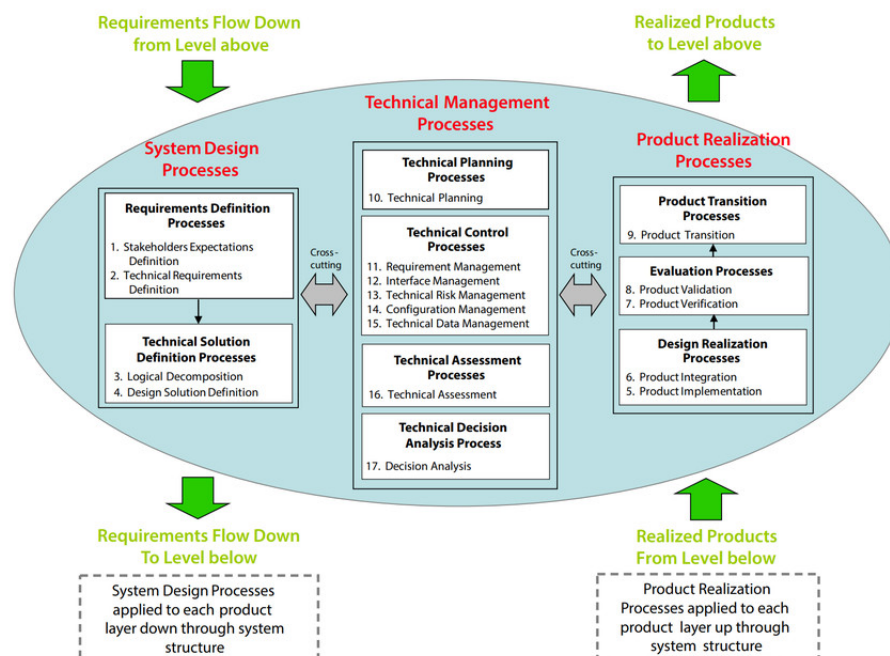 Requirements Flow Down
from Level above
Realized Products
to Level above
Technical Management
Processes
System Design
Processes
Product Realization
Processes
Requirements Definition
Processes
1. Stakeholders Expectations
Definition
2. Technical Requirements
Definition
Technical Solution
Definition Processes
3. Logical Decomposition
4. Design Solution Definition
Cross-
cutting
Technical Planning
Processes
10. Technical Planning
Technical Control
Processes
11. Requirement Management
12. Interface Management
13. Technical Risk Management
14. Configuration Management
15. Technical Data Management
Technical Assessment
Processes
16. Technical Assessment
Technical Decision
Analysis Process
17. Decision Analysis
Cross-
cutting
Product Transition
Processes
9. Product Transition
Evaluation Processes
8. Product Validation
7. Product Verification
Design Realization
Processes
6. Product Integration
5. Product Implementation
Requirements Flow Down
To Level below
Realized Products
From Level below
System Design Processes
applied to each product
layer down through system
structure
Product Realization
Processes applied to each
product layer up through
system structure